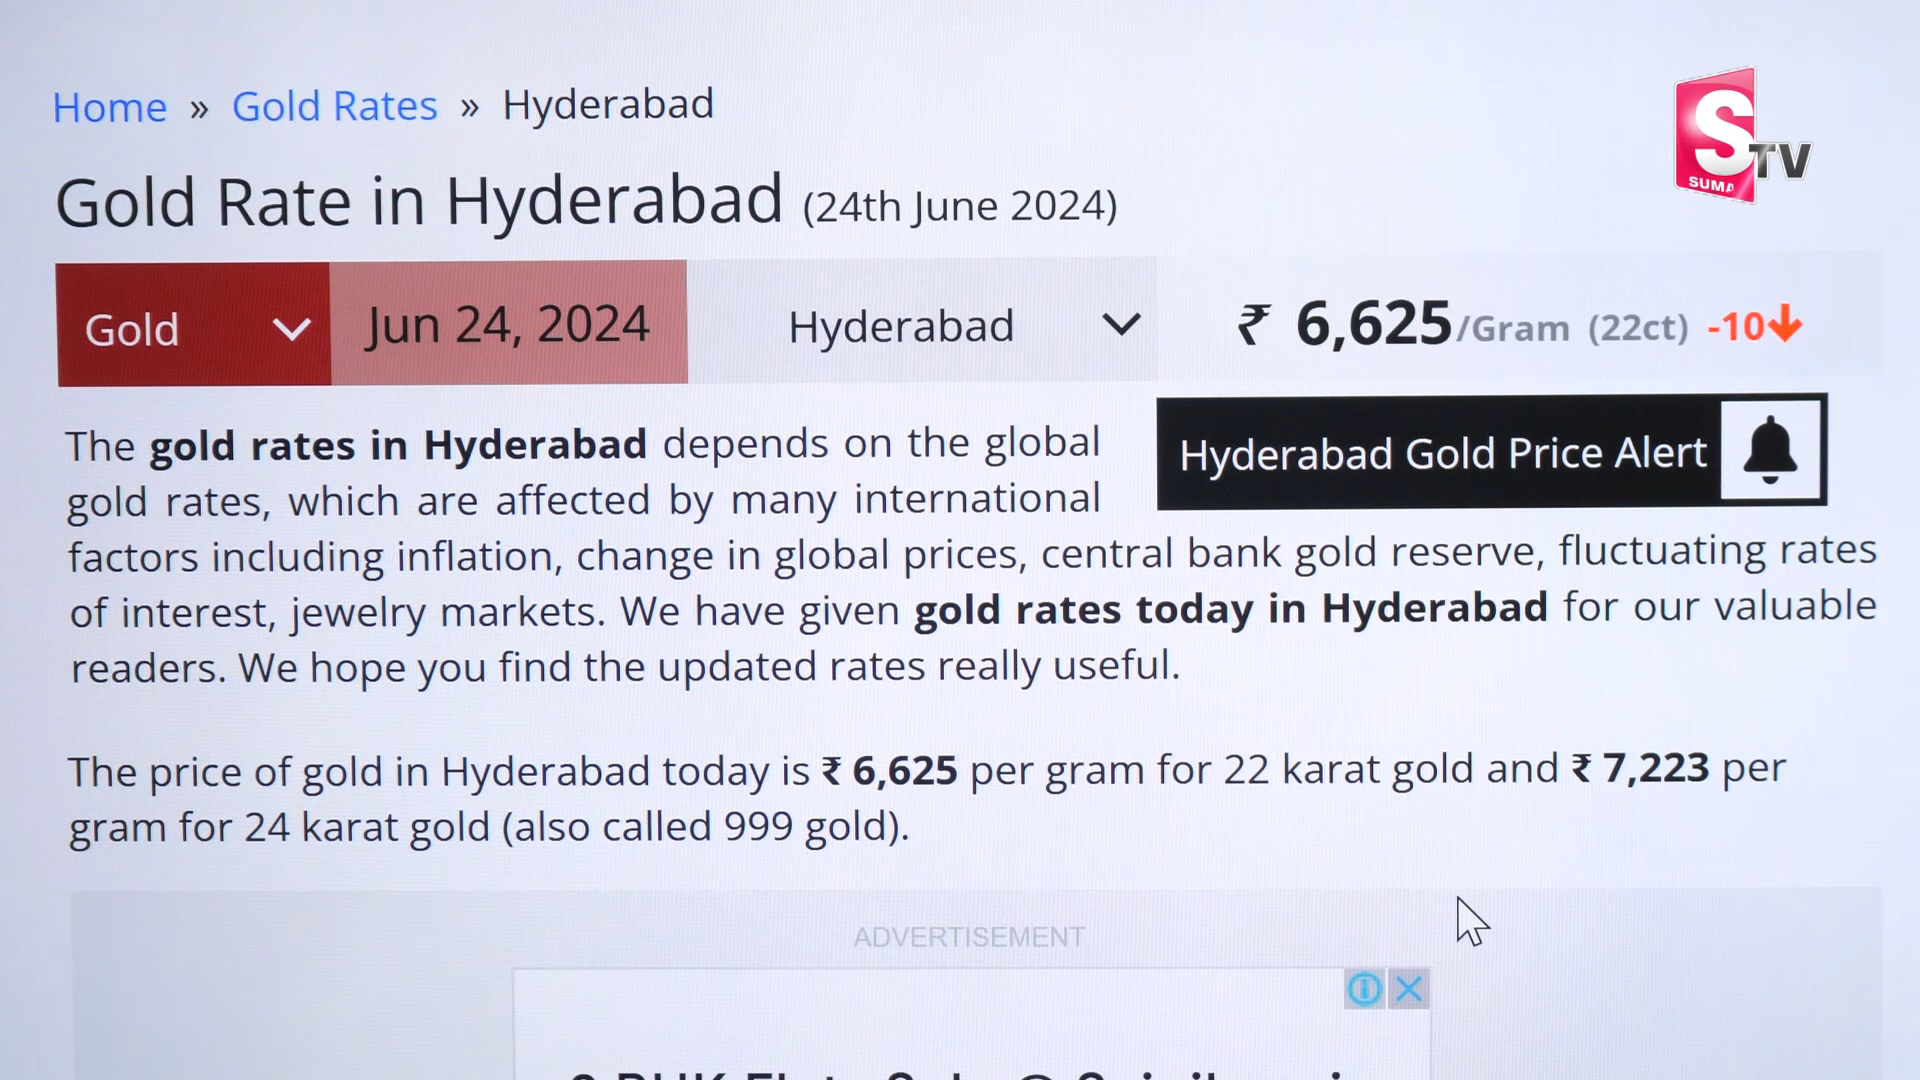 Home » Gold Rates » Hyderabad
S
SUMA
TV
Gold Rate in Hyderabad (24th June 2024)
Gold
Jun 24, 2024
Hyderabad
₹ 6,625/Gram (22ct) -10
The gold rates in Hyderabad depends on the global
Hyderabad Gold Price Alert
gold rates, which are affected by many international
factors including inflation, change in global prices, central bank gold reserve, fluctuating rates
of interest, jewelry markets. We have given gold rates today in Hyderabad for our valuable
readers. We hope you find the updated rates really useful.
The price of gold in Hyderabad today is ₹ 6,625 per gram for 22 karat gold and ₹ 7,223 per
gram for 24 karat gold (also called 999 gold).
ADVERTISEMENT